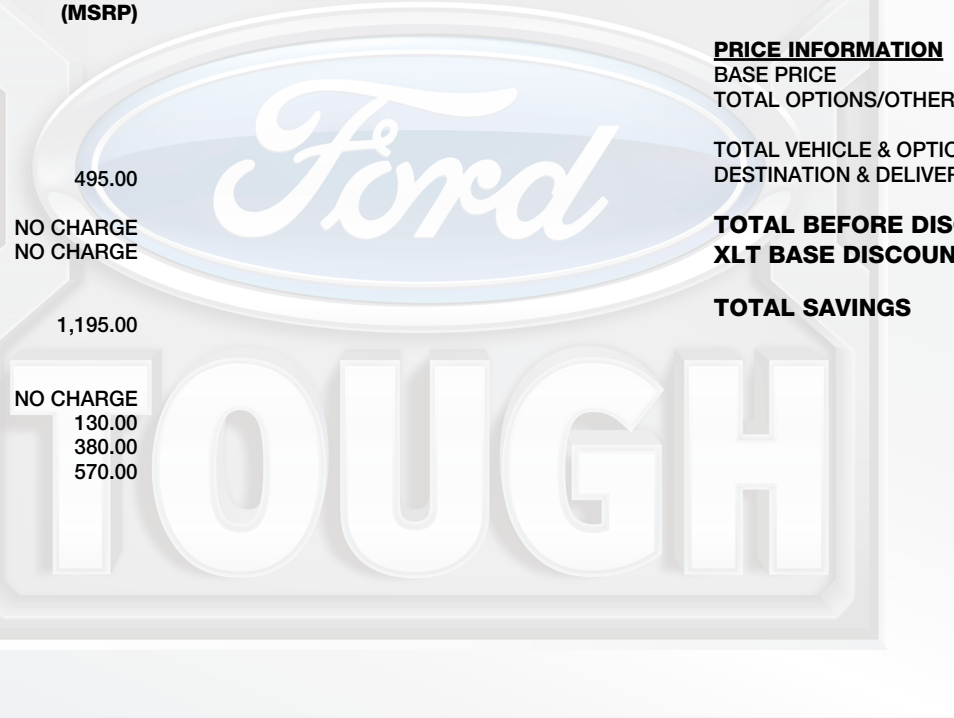 (MSRP)
495.00
NO CHARGE
NO CHARGE
1,195.00
NO CHARGE
130.00
380.00
570.00
PRICE INFORMATION
BASE PRICE
TOTAL OPTIONS/OTHER
TOTAL VEHICLE & OPTIO
DESTINATION & DELIVER
TOTAL BEFORE DISC
XLT BASE DISCOUN
TOTAL SAVINGS
Ford
TOUGH